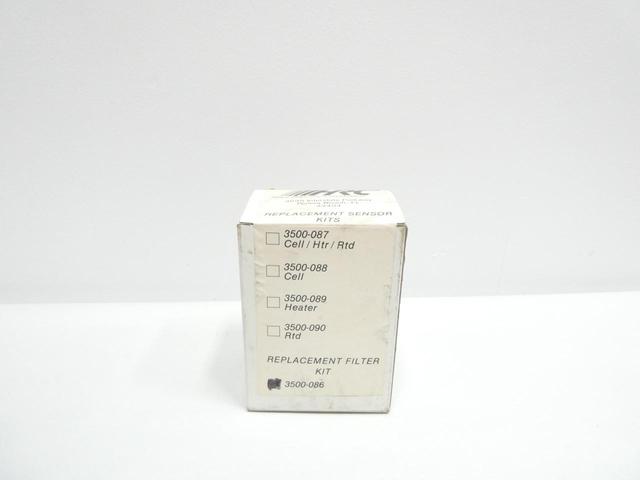 REPLACEMENT SENSOR
KITS
3500-087
Cell / Htr / Rtd
3500-088
Cell
3500-089
Heater
3500-090
Rtd
REPLACEMENT FILTER
KIT
3500-086